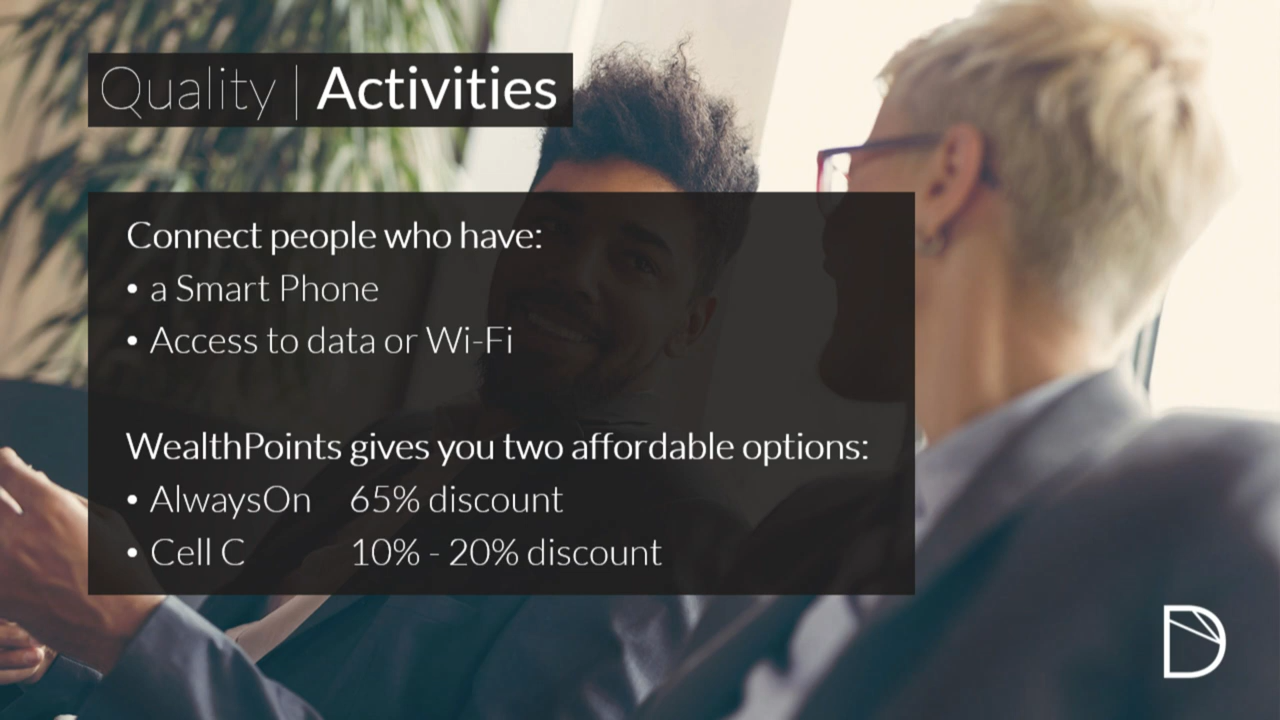 Quality | Activities
Connect people who have:
• a Smart Phone
• Access to data or Wi-Fi
WealthPoints gives you two affordable options:
• AlwaysOn 65% discount
• Cell C 10% - 20% discount